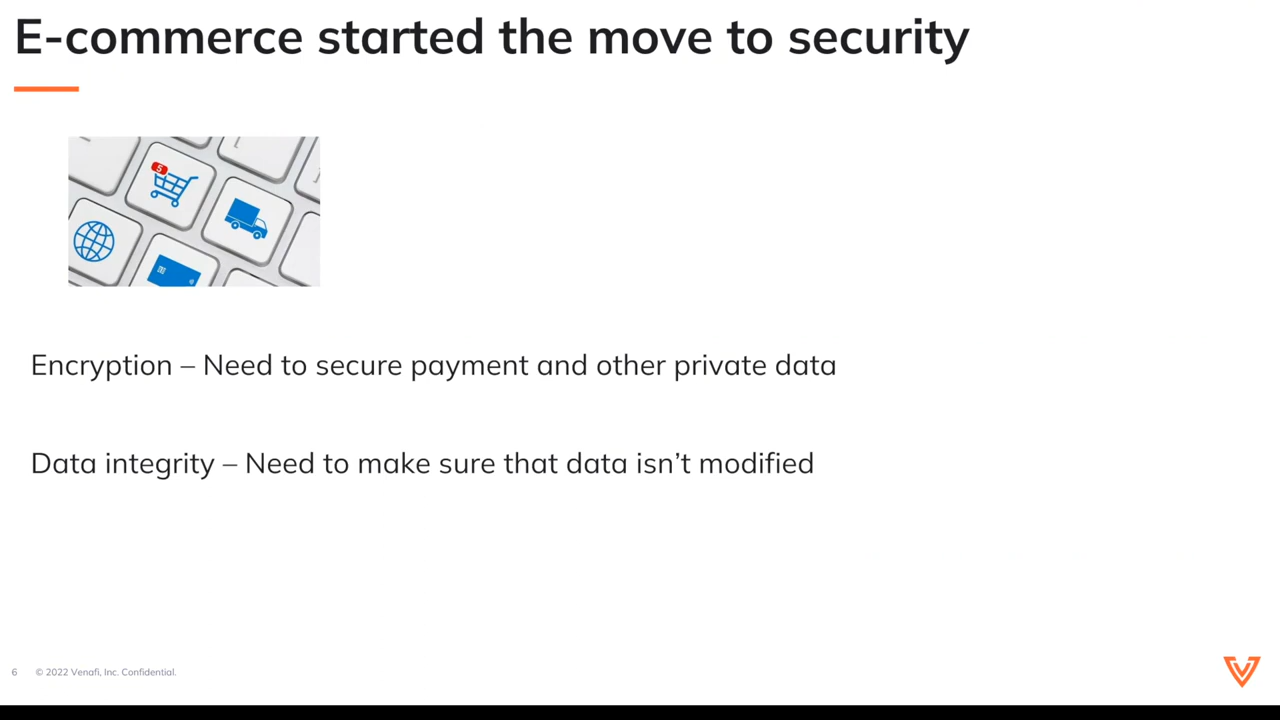 E-commerce started the move to security
5
Encryption – Need to secure payment and other private data
Data integrity – Need to make sure that data isn't modified
6 © 2022 Venafi, Inc. Confidential.